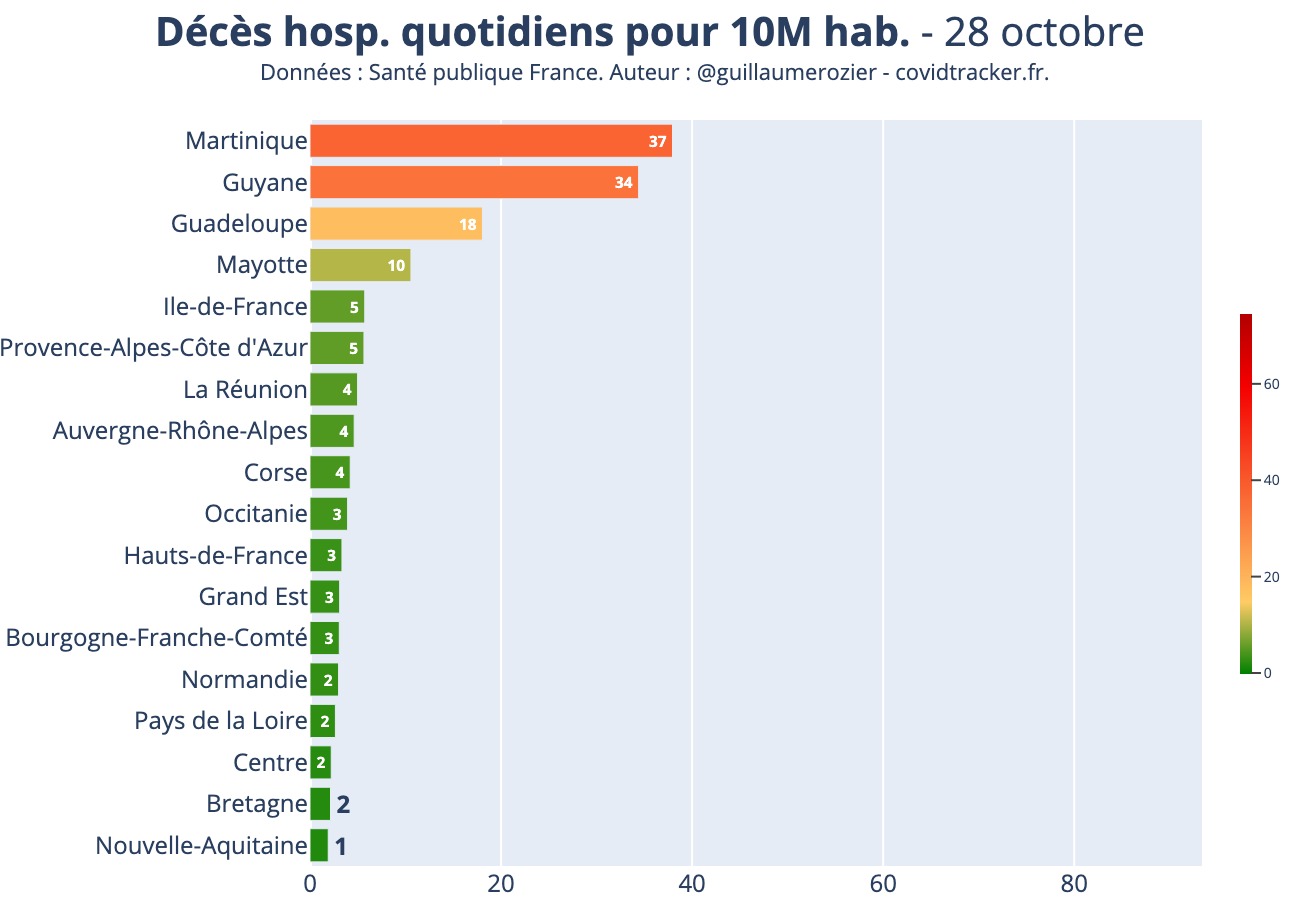 Décès hosp. quotidiens pour 10M hab. - 28 octobre
Données : Santé publique France. Auteur : @guillaumerozier - covidtracker.fr.
Martinique 37
Guyane 34
Guadeloupe 18
Mayotte 10
Ile-de-France 5
Provence-Alpes-Côte d'Azur 5
La Réunion 4
Auvergne-Rhône-Alpes 4
Corse 4
Occitanie 3
Hauts-de-France 3
Grand Est 3
Bourgogne-Franche-Comté 3
Normandie 2
Pays de la Loire 2
Centre 2
Bretagne 2
Nouvelle-Aquitaine 1
0 20 40 60 80
60
40
20
0